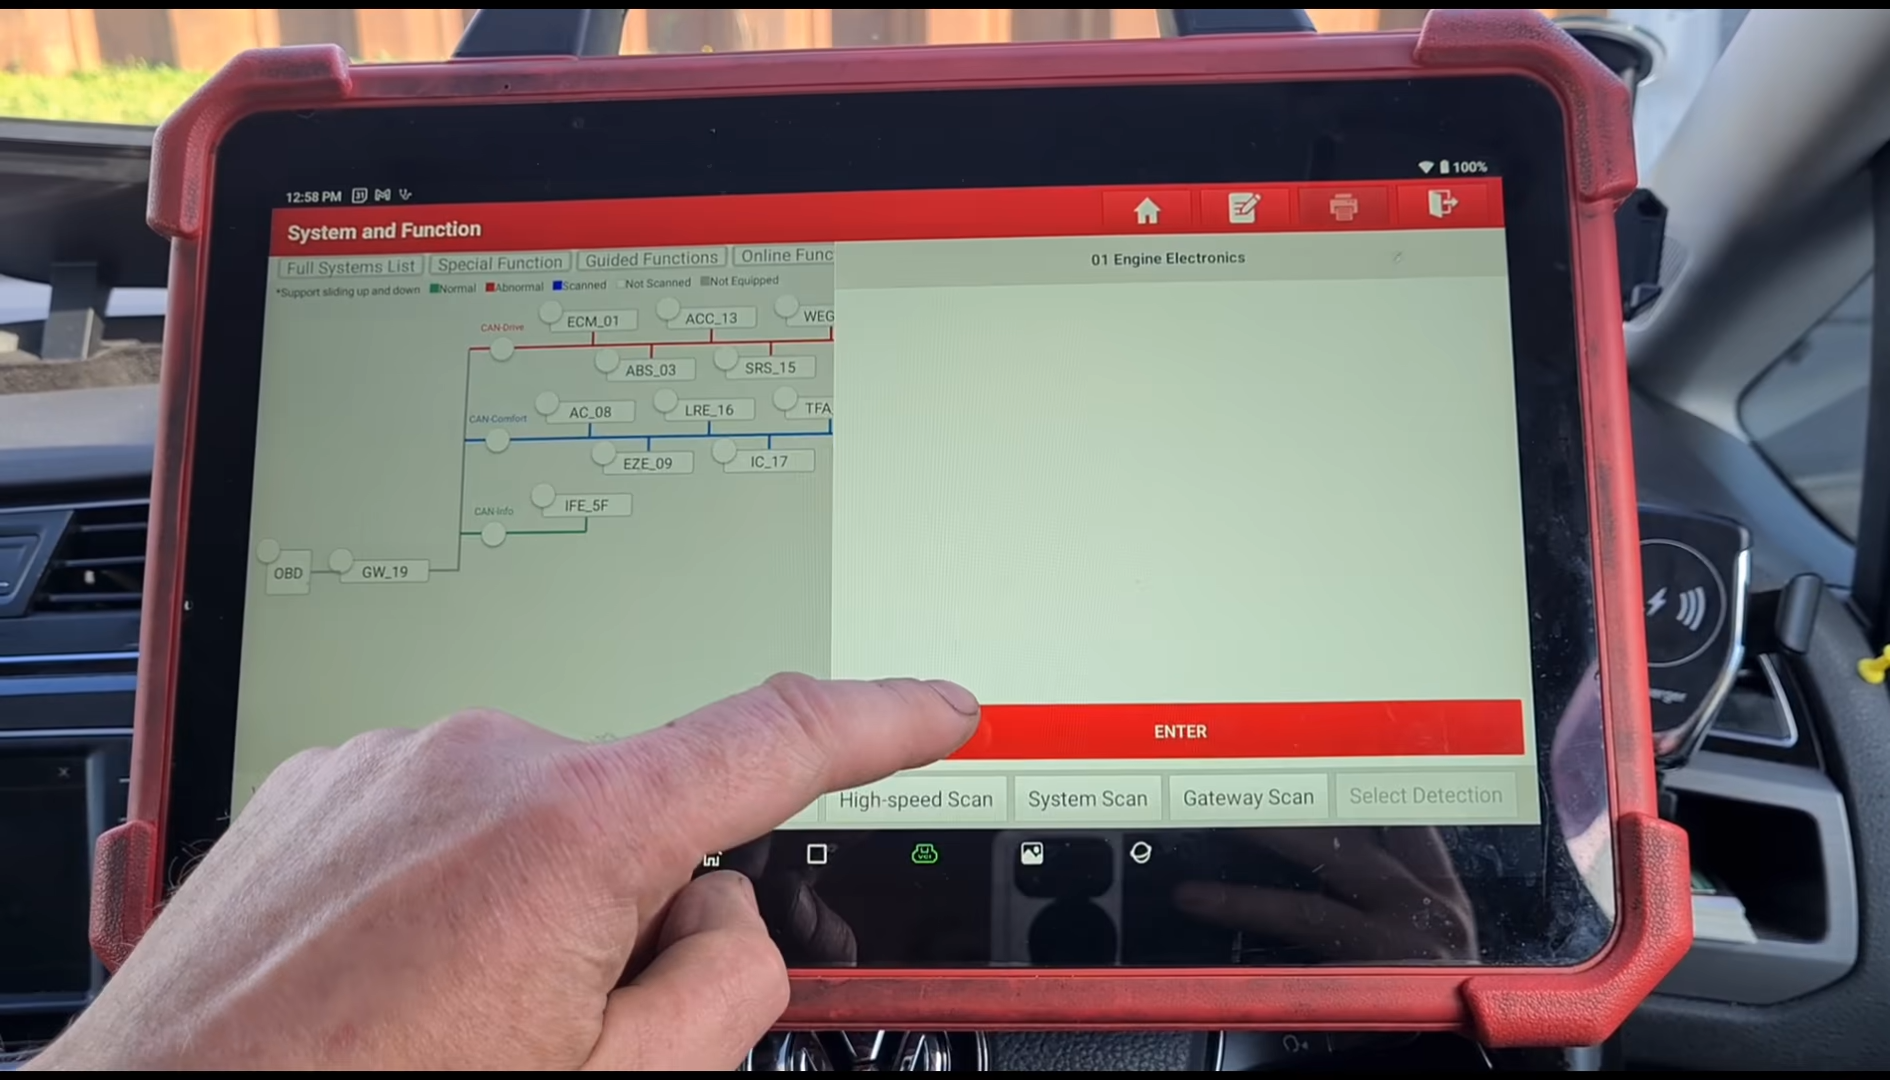 12:58 PM 31
100%
System and Function
Full Systems List Special Function Guided Functions Online Func
*Support sliding up and down Normal Abnormal Scanned Not Scanned Not Equipped
01 Engine Electronics
CAN-Drive ECM_01 ACC_13 WEG
ABS_03 SRS_15
CAN-Comfort AC_08 LRE_16 TFA
EZE_09 IC_17
CAN-Info IFE_5F
OBD GW_19
ENTER
High-speed Scan System Scan Gateway Scan Select Detection
VCI